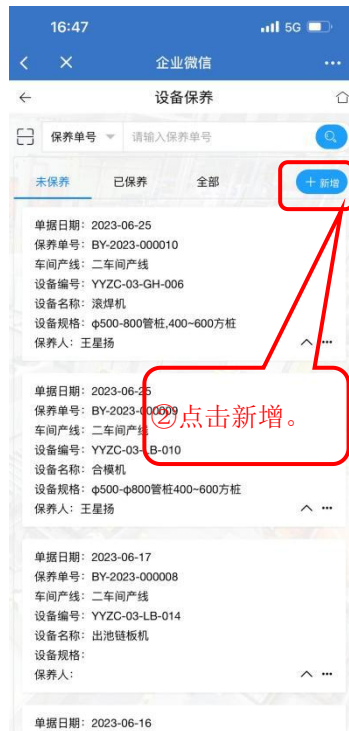 16:47 5G
企业微信
设备保养
保养单号 请输入保养单号
未保养 已保养 全部 + 新增
单据日期：2023-06-25
保养单号：BY-2023-000010
车间产线：二车间产线
设备编号：YYZC-03-GH-006
设备名称：滚焊机
设备规格：φ500-800管桩,400~600方桩
保养人：王星扬
单据日期：2023-06-25
保养单号：BY-2023-000009
车间产线：二车间产线
设备编号：YYZC-03-LB-010
设备名称：合模机
设备规格：φ500-φ800管桩400~600方桩
保养人：王星扬
②点击新增。
单据日期：2023-06-17
保养单号：BY-2023-000008
车间产线：二车间产线
设备编号：YYZC-03-LB-014
设备名称：出池链板机
设备规格：
保养人：
单据日期：2023-06-16